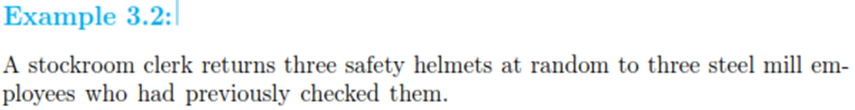 Example 3.2:
A stockroom clerk returns three safety helmets at random to three steel mill em-
ployees who had previously checked them.